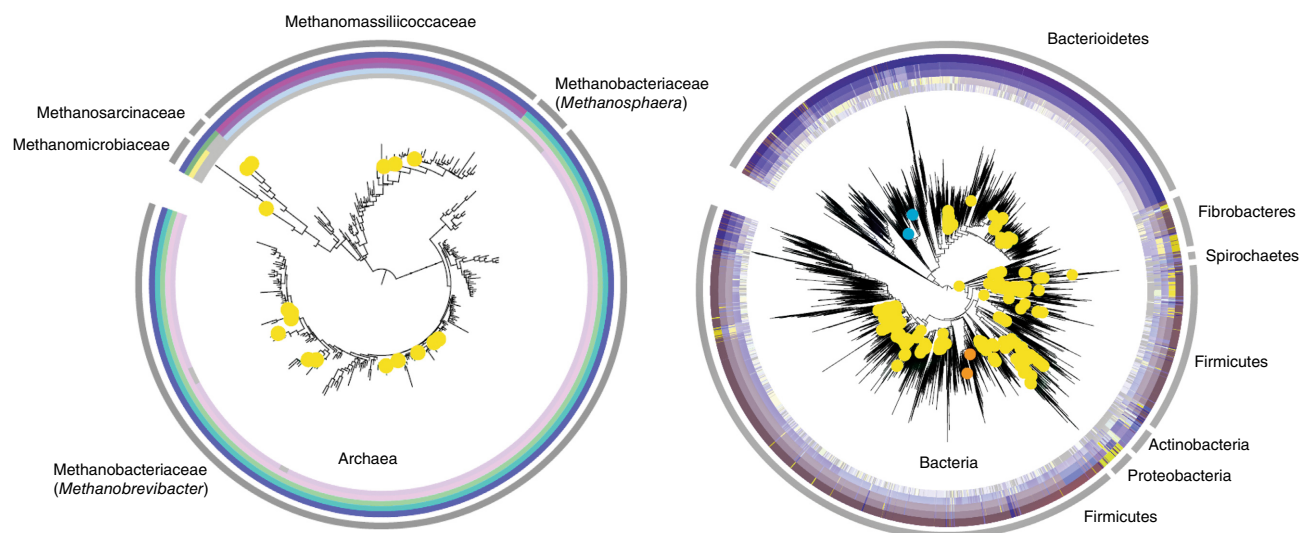 Methanomassiliicoccaceae
Methanobacteriaceae
(Methanosphaera)
Methanosarcinaceae
Methanomicrobiaceae
Methanobacteriaceae
(Methanobrevibacter)
Archaea
Bacterioidetes
Fibrobacteres
Spirochaetes
Firmicutes
Actinobacteria
Proteobacteria
Firmicutes
Bacteria